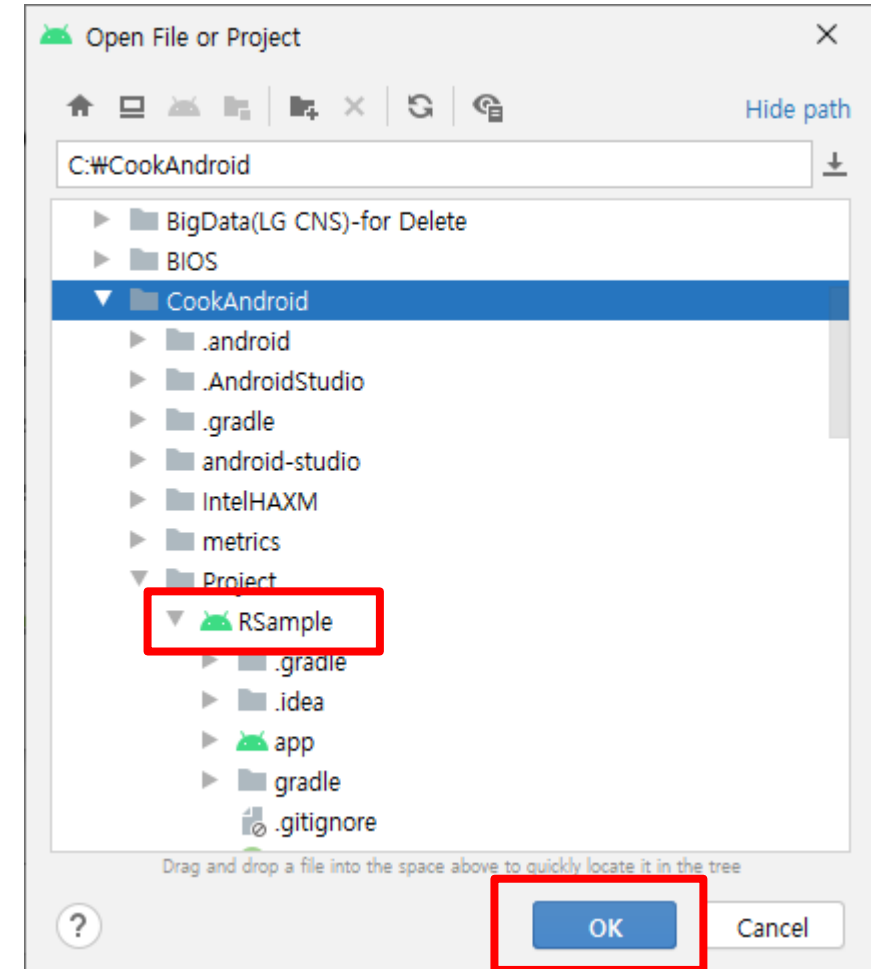 Open File or Project
Hide path
C:₩CookAndroid
BigData(LG CNS)-for Delete
BIOS
CookAndroid
.android
.AndroidStudio
.gradle
android-studio
IntelHAXM
metrics
Project
RSample
.gradle
.idea
app
gradle
.gitignore
Drag and drop a file into the space above to quickly locate it in the tree
?
OK
Cancel